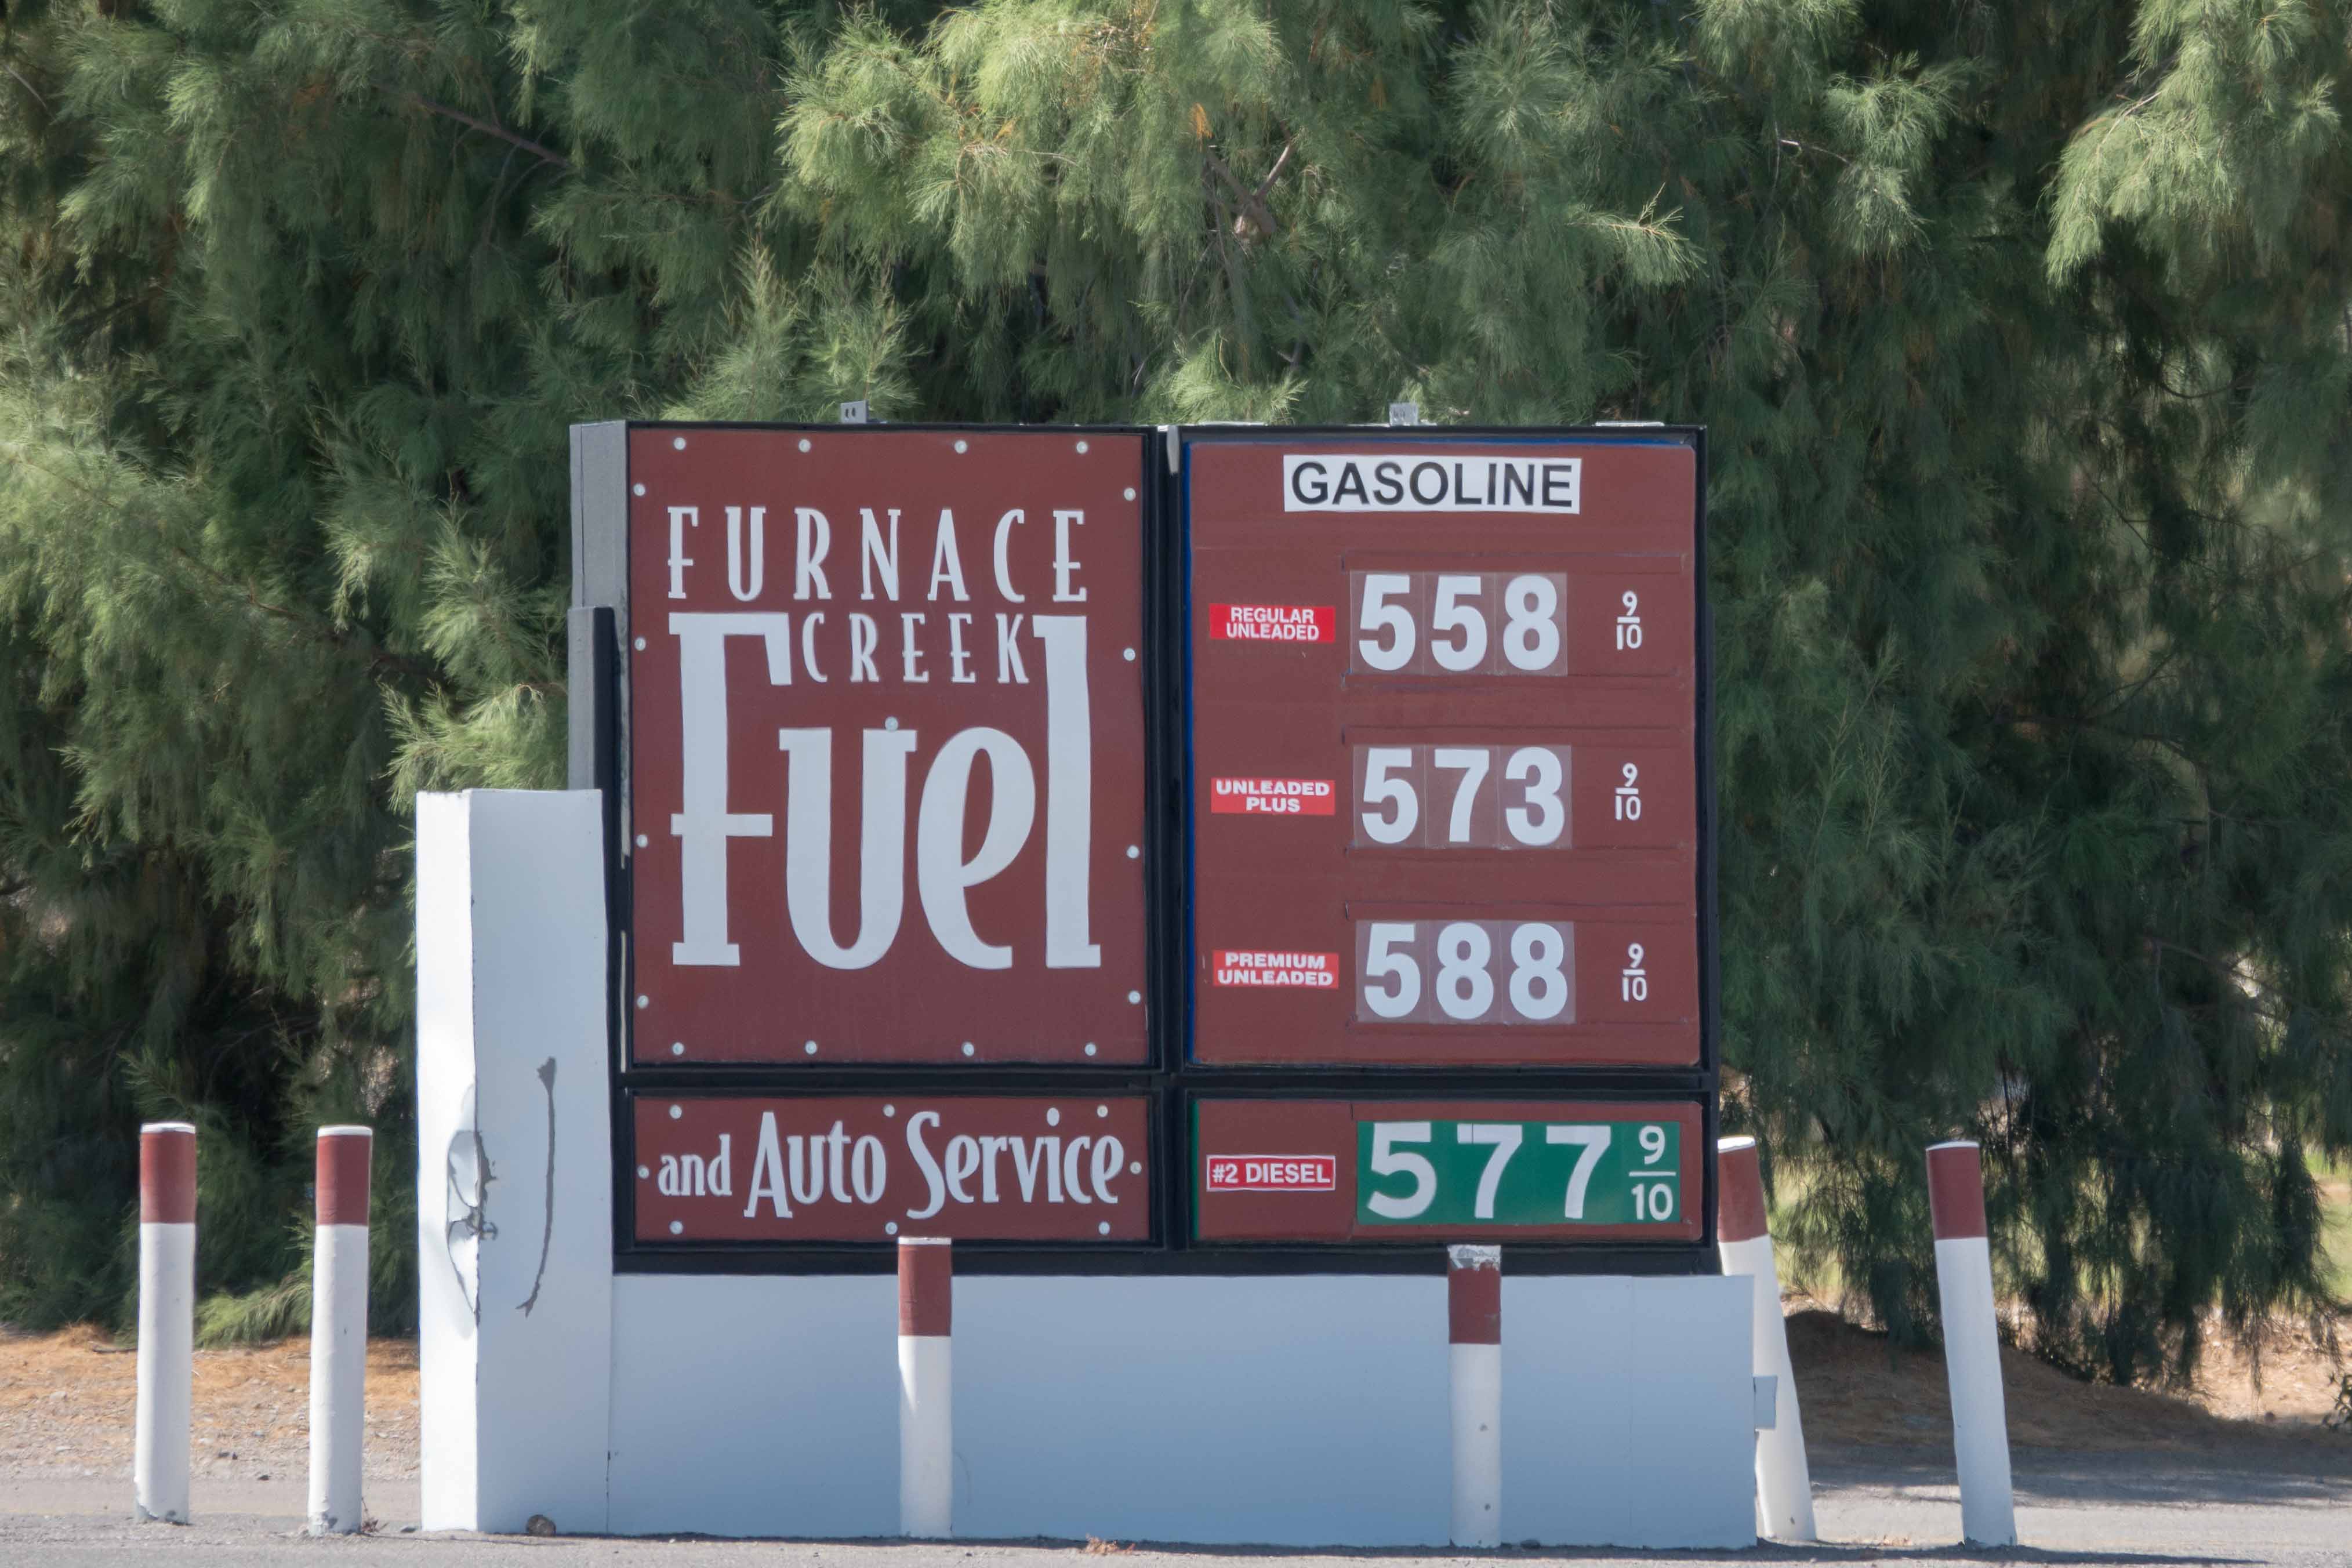 FURNACE
CREEK
Fuel
and Auto Service
GASOLINE
REGULAR
UNLEADED
558 9/10
UNLEADED
PLUS
573 9/10
PREMIUM
UNLEADED
588 9/10
#2 DIESEL
577 9/10